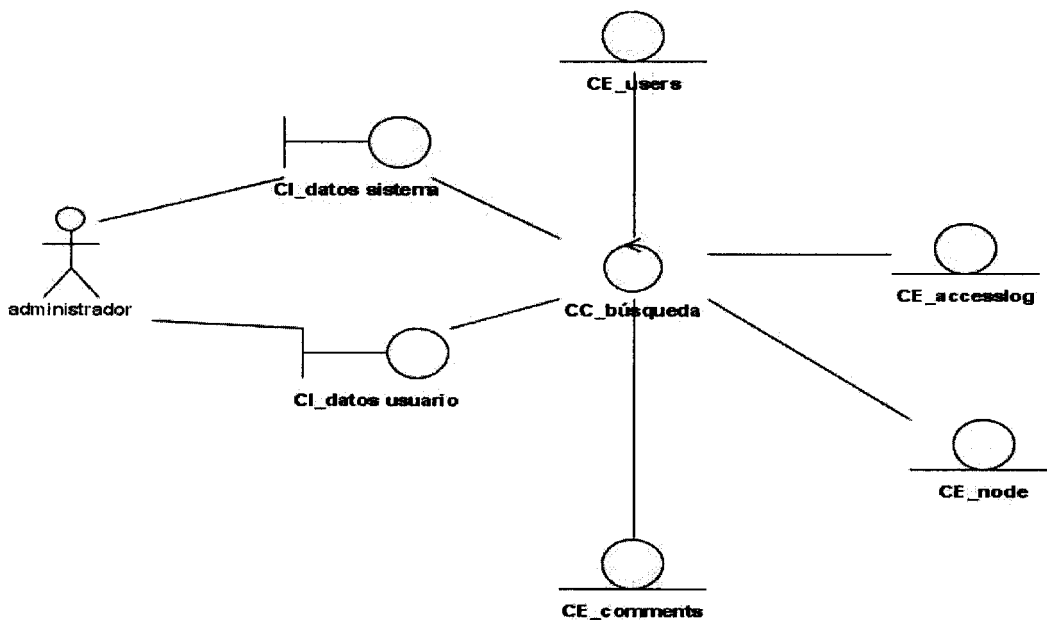 CE_users
CI_datos sistema
administrador
CC_búsqueda
CE_accesslog
CI_datos usuario
CE_node
CE_comments